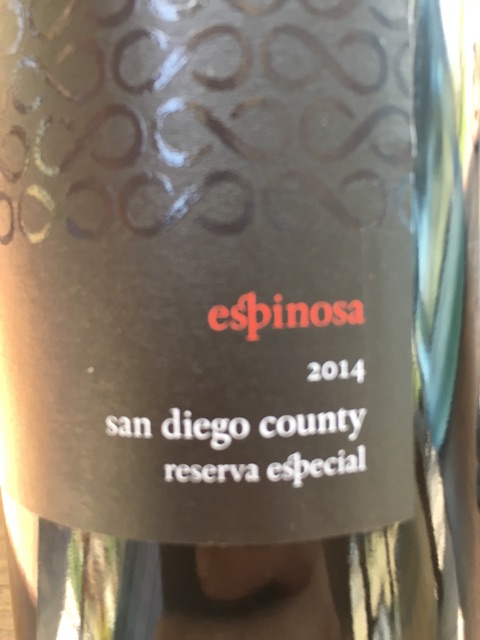 espinosa
2014
san diego county
reserva especial